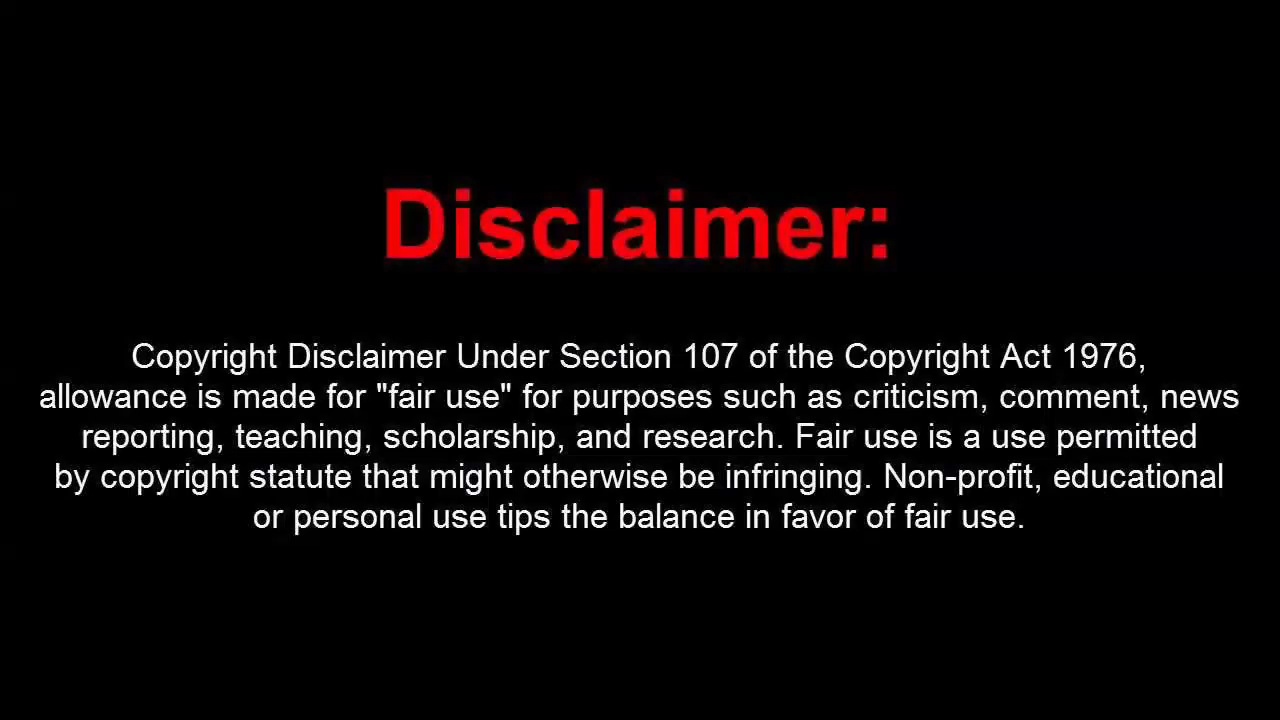 Disclaimer:
Copyright Disclaimer Under Section 107 of the Copyright Act 1976,
allowance is made for "fair use" for purposes such as criticism, comment, news
reporting, teaching, scholarship, and research. Fair use is a use permitted
by copyright statute that might otherwise be infringing. Non-profit, educational
or personal use tips the balance in favor of fair use.